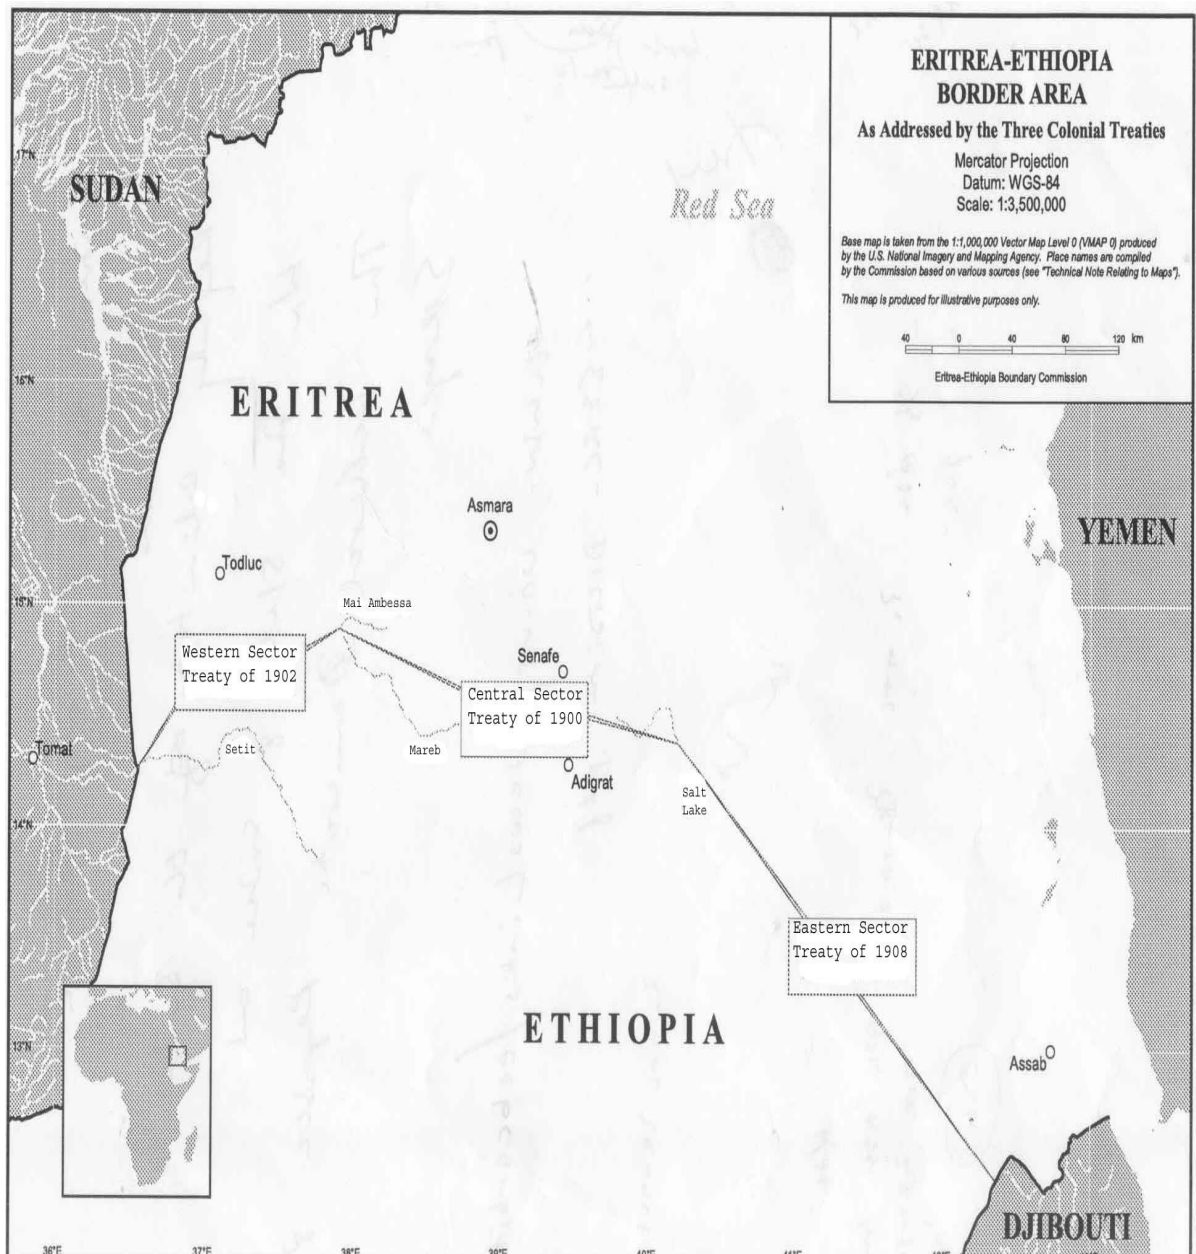 ERITREA-ETHIOPIA
BORDER AREA
As Addressed by the Three Colonial Treaties
Mercator Projection
Datum: WGS-84
Scale: 1:3,500,000
Base map is taken from the 1:1,000,000 Vector Map Level 0 (VMAP 0) produced
by the U.S. National Imagery and Mapping Agency. Place names are compiled
by the Commission based on various sources (see "Technical Note Relating to Maps").
This map is produced for illustrative purposes only.
40 0 40 80 120 km
Eritrea-Ethiopia Boundary Commission
17°N
SUDAN
Red Sea
16°N
ERITREA
Asmara
YEMEN
Todluc
15°N
Mai Ambessa
Western Sector
Treaty of 1902
Senafe
Central Sector
Treaty of 1900
Tomat
Setit
Mareb
Adigrat
Salt
Lake
14°N
Eastern Sector
Treaty of 1908
ETHIOPIA
13°N
Assab
DJIBOUTI
36°E 37°E 38°E 39°E 40°E 41°E